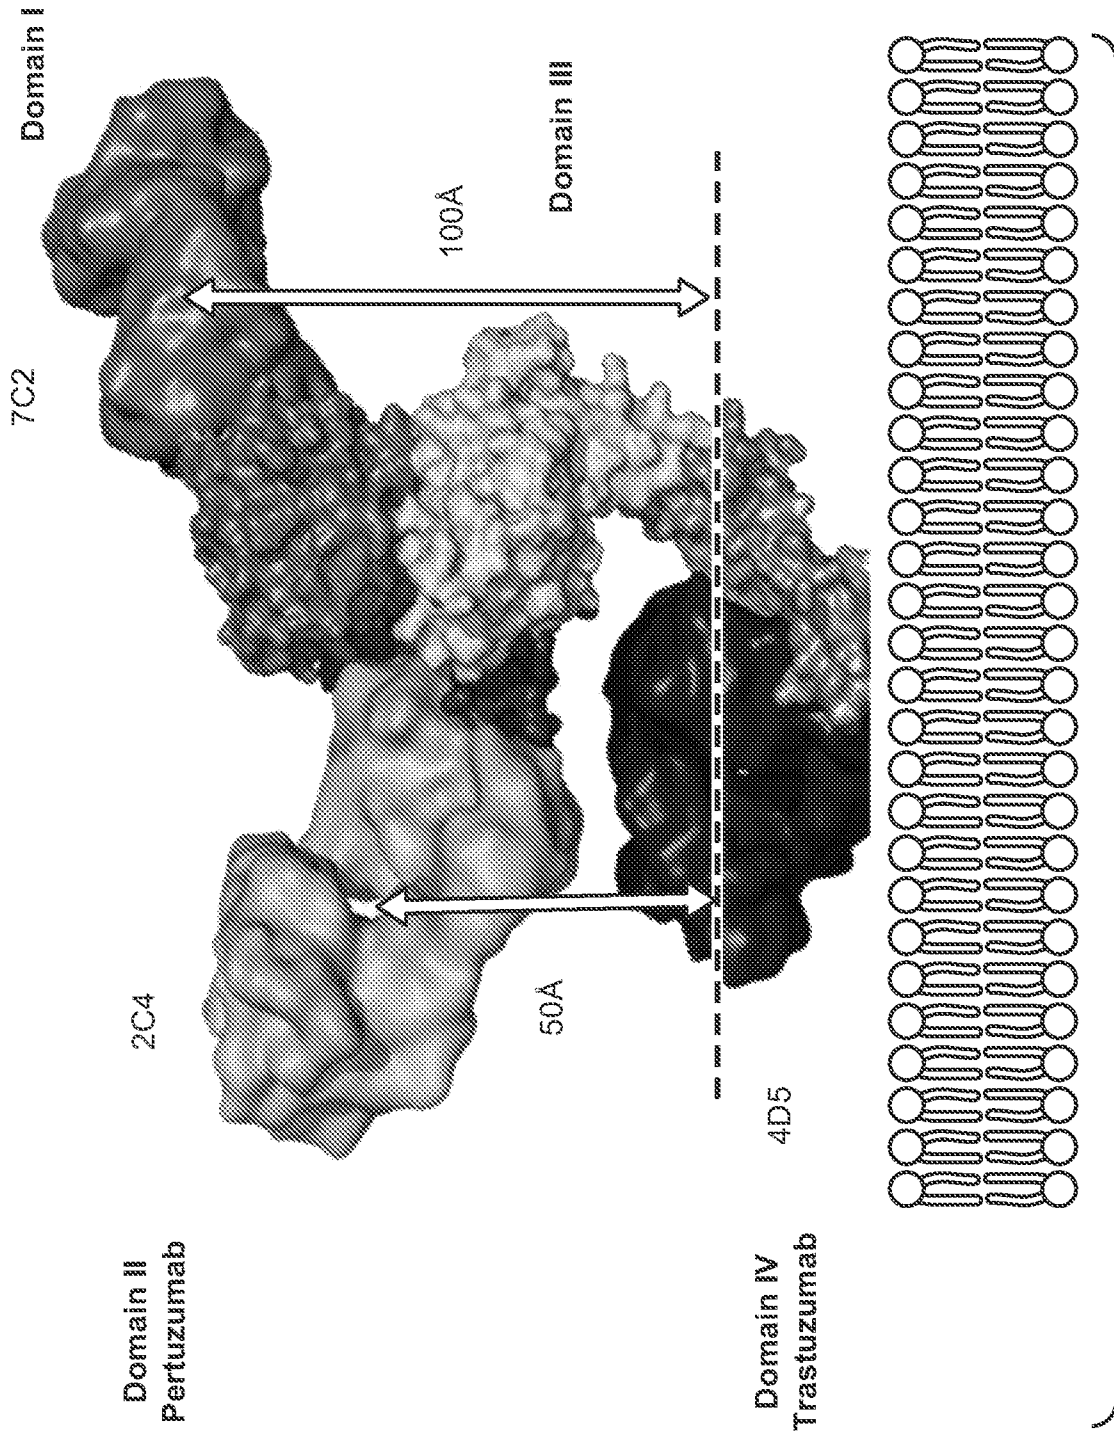 Domain II
Pertuzumab
2C4
7C2
Domain I
50Å
100Å
Domain III
Domain IV
Trastuzumab
4D5